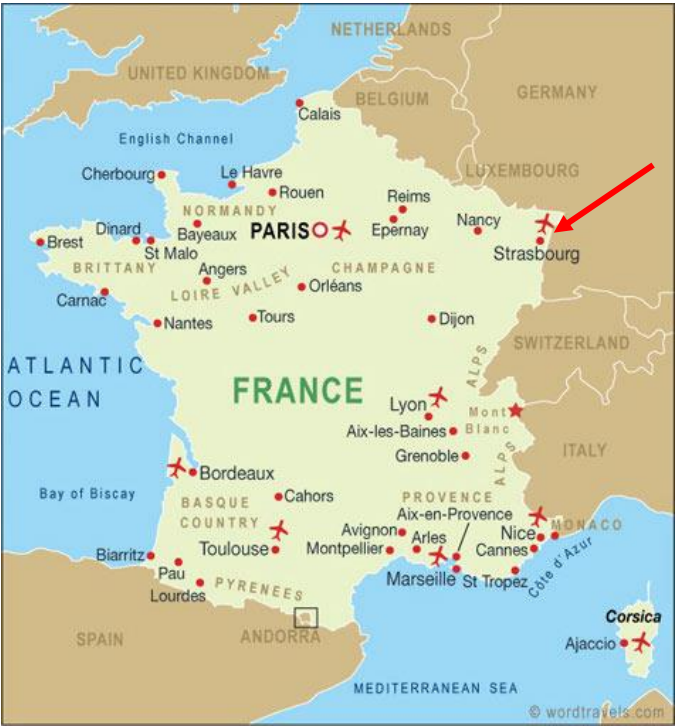 NETHERLANDS
UNITED KINGDOM
BELGIUM
GERMANY
Calais
English Channel
LUXEMBOURG
Cherbourg
Le Havre
Rouen
Reims
NORMANDY
Bayeaux
PARIS
Epernay
Nancy
Strasbourg
Brest
Dinard
St Malo
BRITTANY
Angers
LOIRE VALLEY
CHAMPAGNE
Orléans
Carnac
Nantes
Tours
Dijon
SWITZERLAND
ALPS
ATLANTIC
OCEAN
FRANCE
Lyon
Mont
Blanc
Aix-les-Baines
Grenoble
ALPS
ITALY
Bordeaux
Bay of Biscay
BASQUE
COUNTRY
Cahors
PROVENCE
Aix-en-Provence
Avignon
Arles
Nice
MONACO
Toulouse
Montpellier
Cannes
Côte d'Azur
Biarritz
Pau
Marseille
St Tropez
Lourdes
PYRENEES
Corsica
SPAIN
ANDORRA
Ajaccio
MEDITERRANEAN SEA
© wordtravels.com